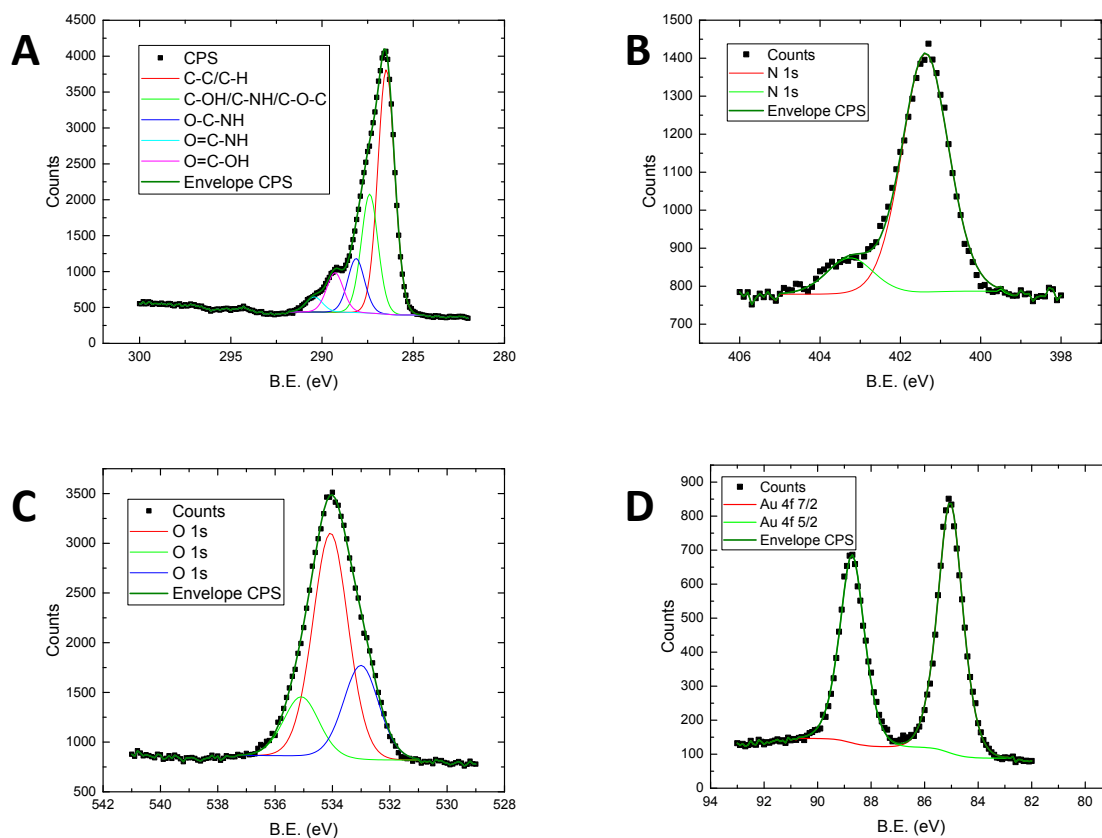 A
CPS
C-C/C-H
C-OH/C-NH/C-O-C
O-C-NH
O=C-NH
O=C-OH
Envelope CPS
Counts
4500
4000
3500
3000
2500
2000
1500
1000
500
0
300 295 290 285 280
B.E. (eV)
B
Counts
N 1s
N 1s
Envelope CPS
Counts
1500
1400
1300
1200
1100
1000
900
800
700
406 404 402 400 398
B.E. (eV)
C
Counts
O 1s
O 1s
O 1s
Envelope CPS
Counts
3500
3000
2500
2000
1500
1000
500
542 540 538 536 534 532 530 528
B.E. (eV)
D
Counts
Au 4f 7/2
Au 4f 5/2
Envelope CPS
Counts
900
800
700
600
500
400
300
200
100
0
94 92 90 88 86 84 82 80
B.E. (eV)